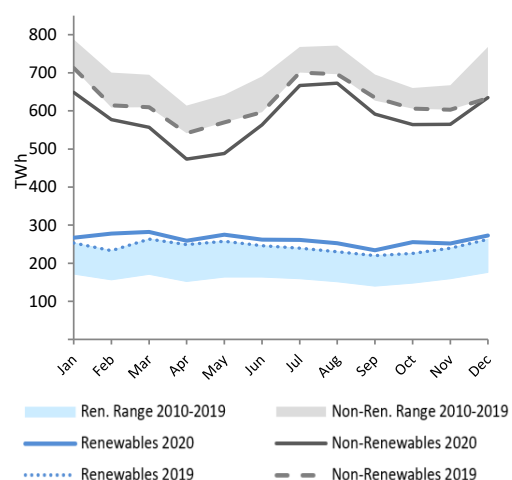 800
700
600
500
400
300
200
100
TWh
Jan Feb Mar Apr May Jun Jul Aug Sep Oct Nov Dec
Ren. Range 2010-2019 Non-Ren. Range 2010-2019
Renewables 2020 Non-Renewables 2020
Renewables 2019 Non-Renewables 2019